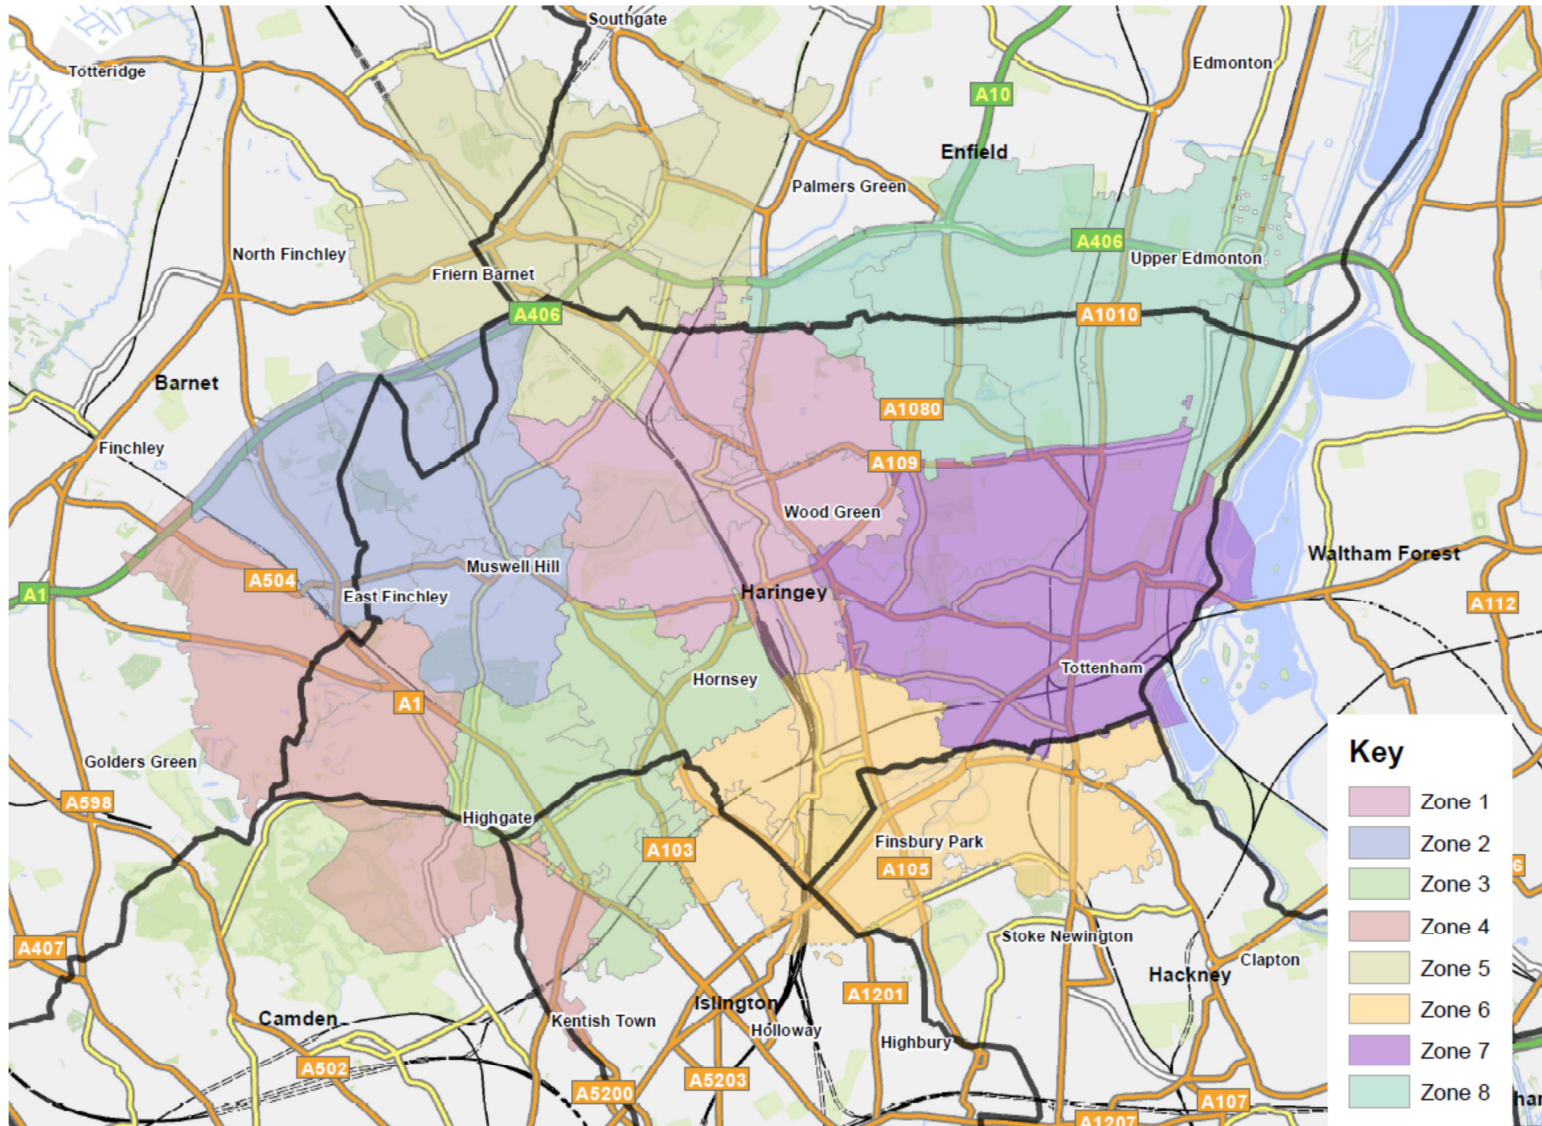 Southgate
Totteridge
Edmonton
A10
Enfield
Palmers Green
A406
North Finchley
Upper Edmonton
Friern Barnet
A406
A1010
Barnet
A1080
Finchley
A109
Wood Green
Waltham Forest
Muswell Hill
A504
A1
East Finchley
Haringey
A112
Tottenham
Hornsey
A1
Golders Green
A598
Highgate
A103
Finsbury Park
A105
A407
Stoke Newington
Clapton
Hackney
Camden
Islington
A1201
Kentish Town
Holloway
Highbury
A502
A5200
A5203
A107
A1207
Key
Zone 1
Zone 2
Zone 3
Zone 4
Zone 5
Zone 6
Zone 7
Zone 8